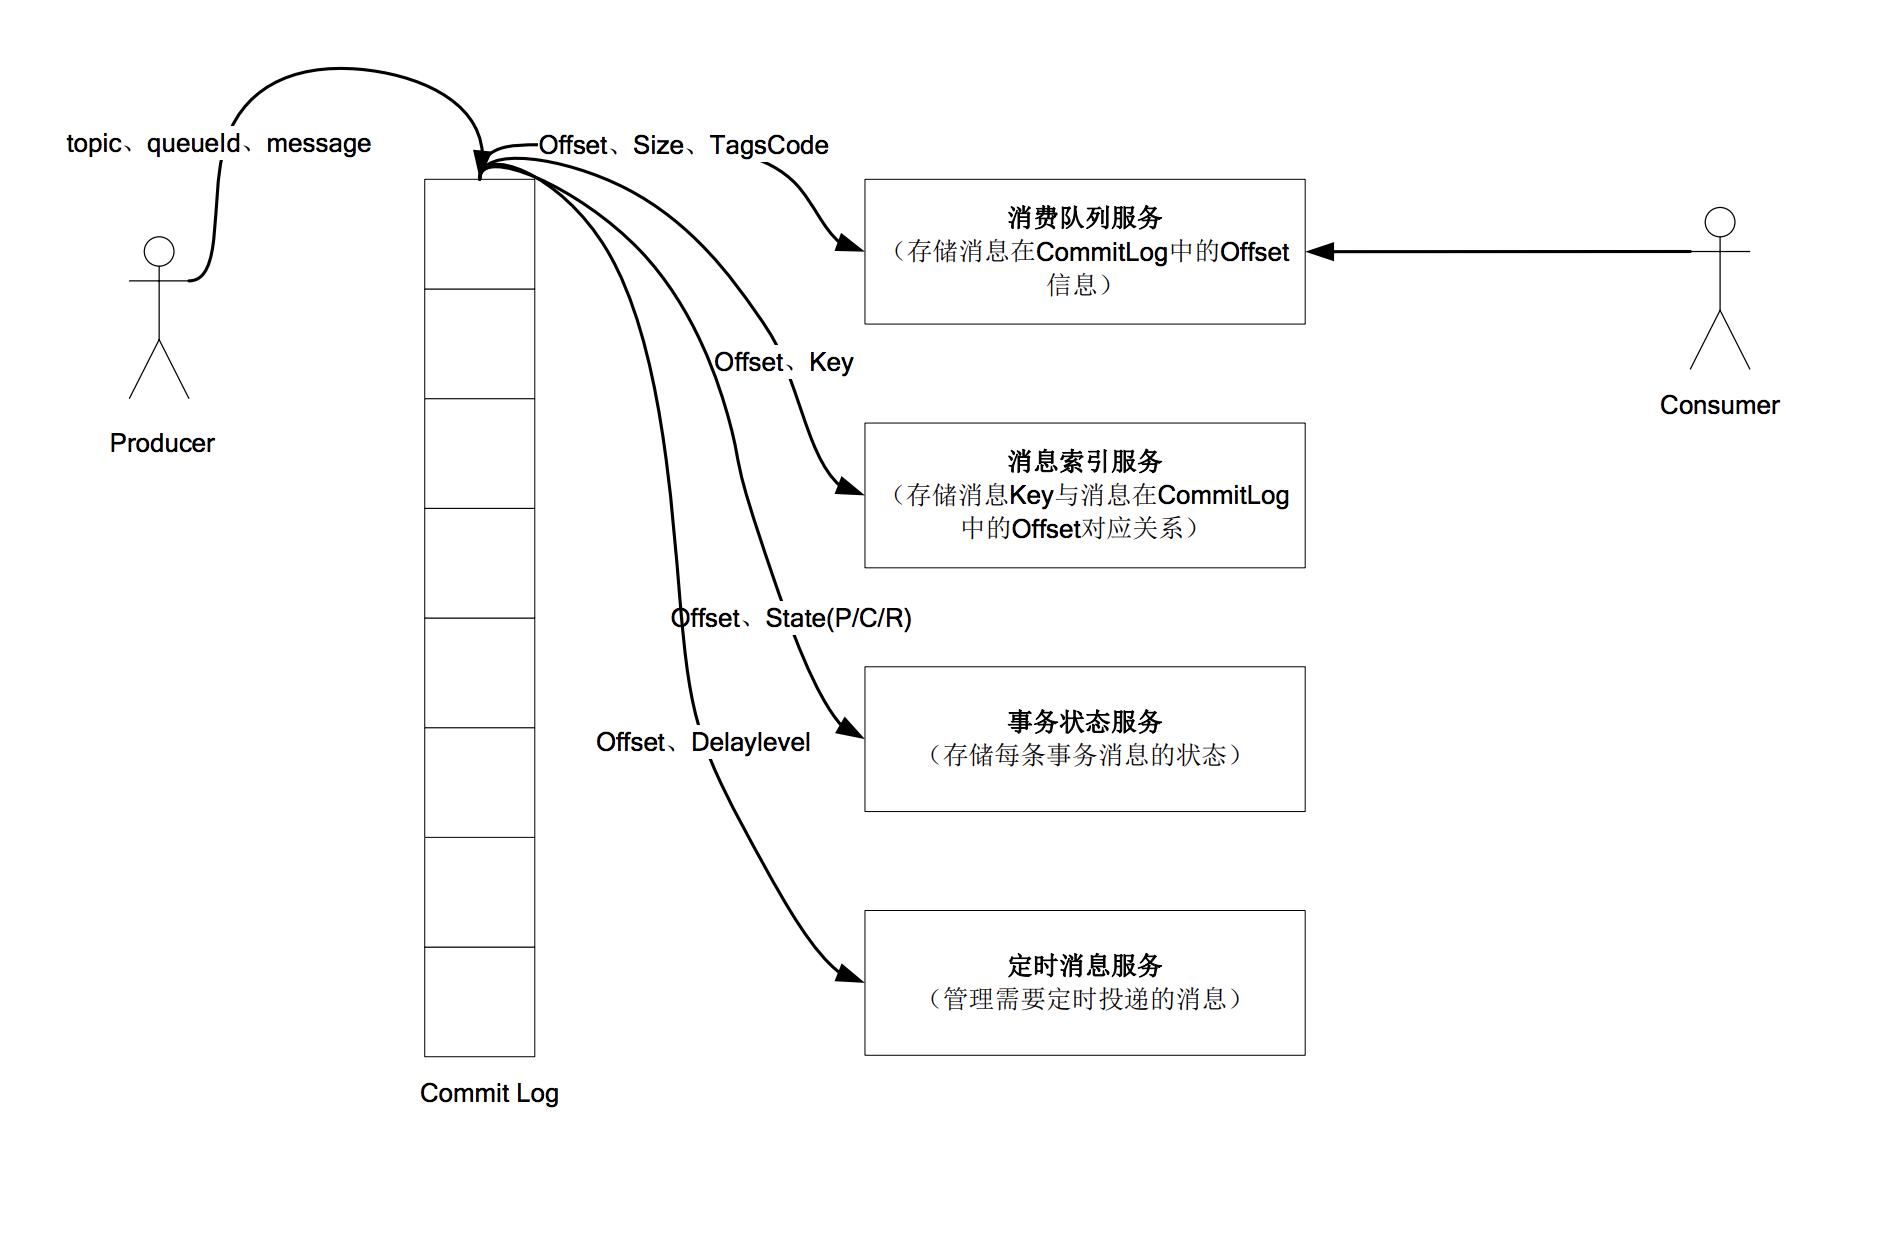 topic、queueId、message
Offset、Size、TagsCode
消费队列服务
（存储消息在CommitLog中的Offset
信息）
Offset、Key
Consumer
Producer
消息索引服务
（存储消息Key与消息在CommitLog
中的Offset对应关系）
Offset、State(P/C/R)
事务状态服务
（存储每条事务消息的状态）
Offset、Delaylevel
定时消息服务
（管理需要定时投递的消息）
Commit Log